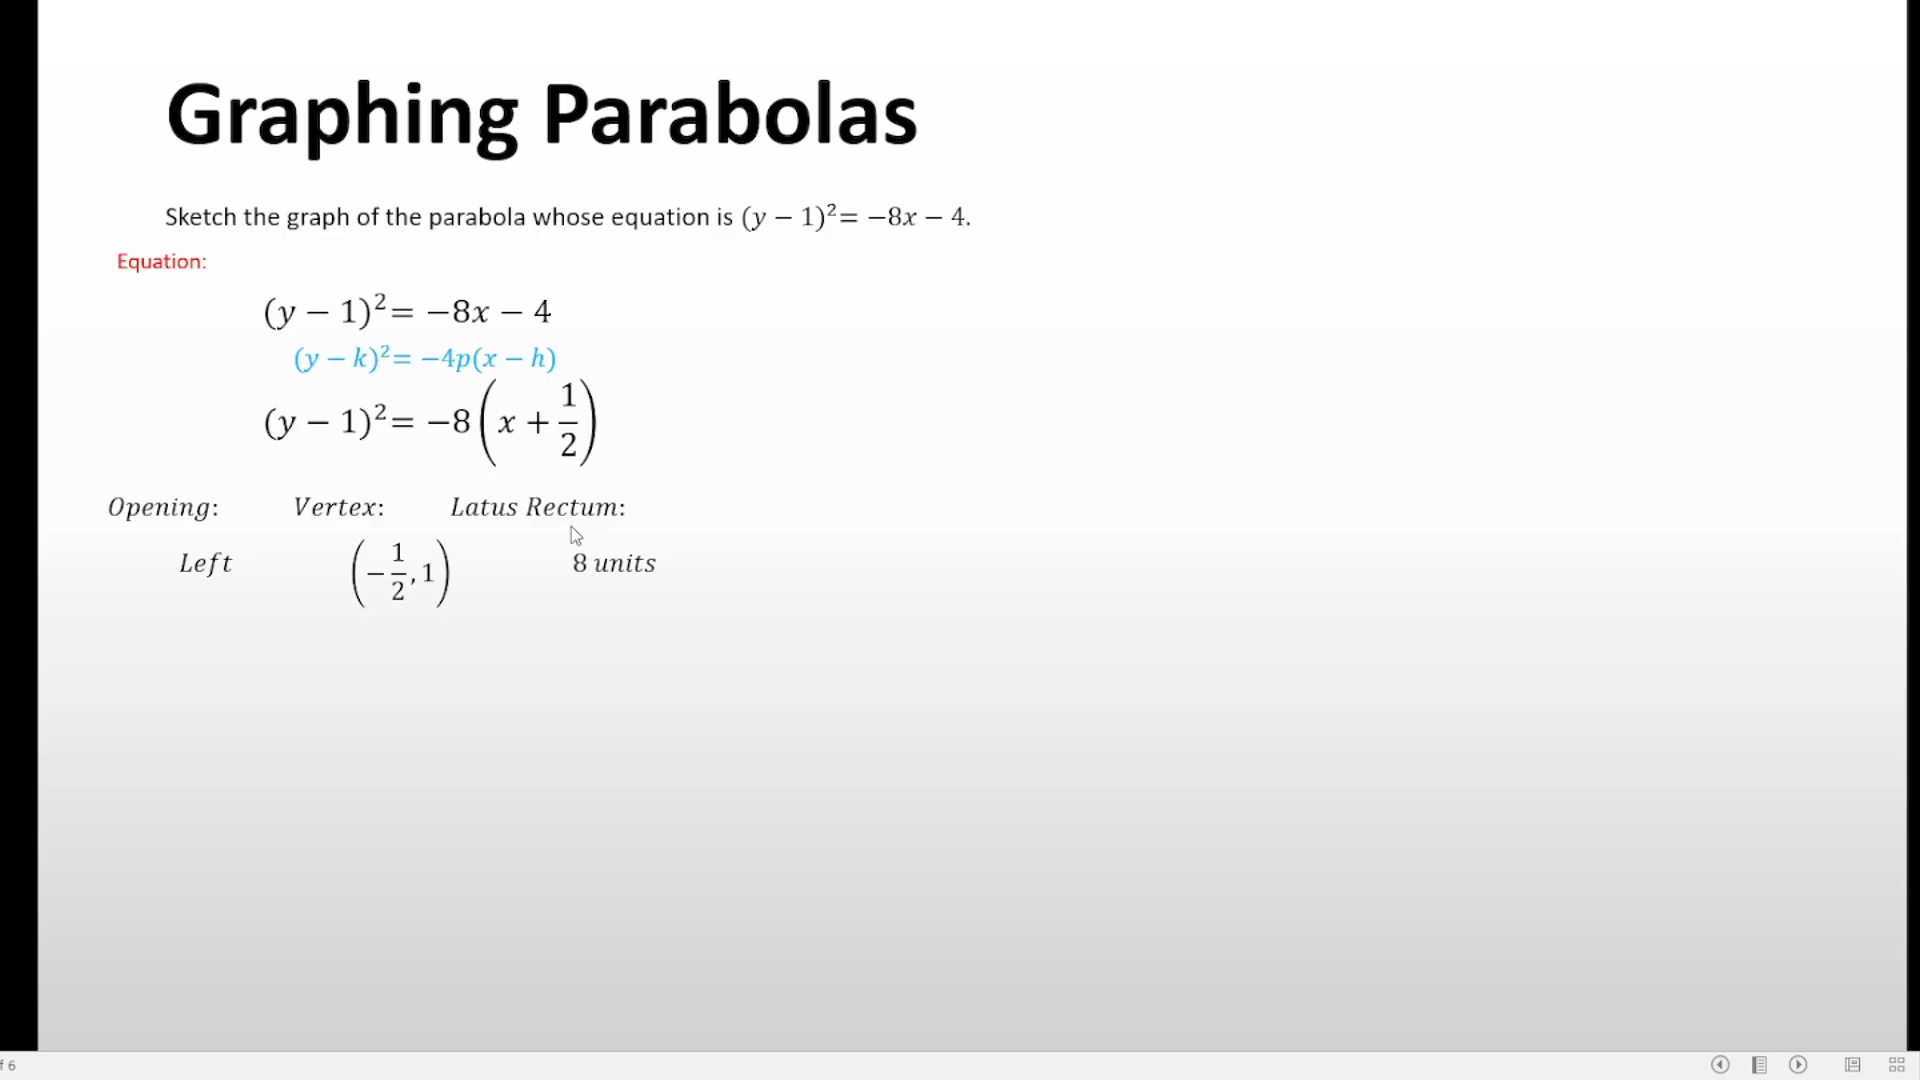 Graphing Parabolas
Sketch the graph of the parabola whose equation is (y − 1)²= −8x − 4.
Equation:
(y − 1)²= −8x − 4
(y − k)²= −4p(x − h)
(y − 1)²= −8(x + 1/2)
Opening: Vertex: Latus Rectum:
Left (−1/2, 1) 8 units
f 6